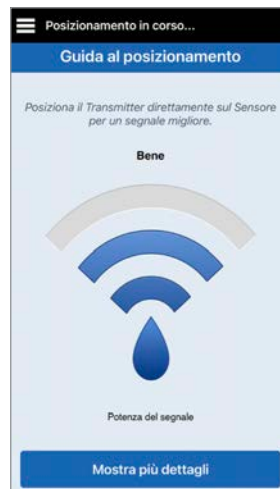 Posizionamento in corso...
Guida al posizionamento
Posiziona il Transmitter direttamente sul Sensore
per un segnale migliore.
Bene
Potenza del segnale
Mostra più dettagli